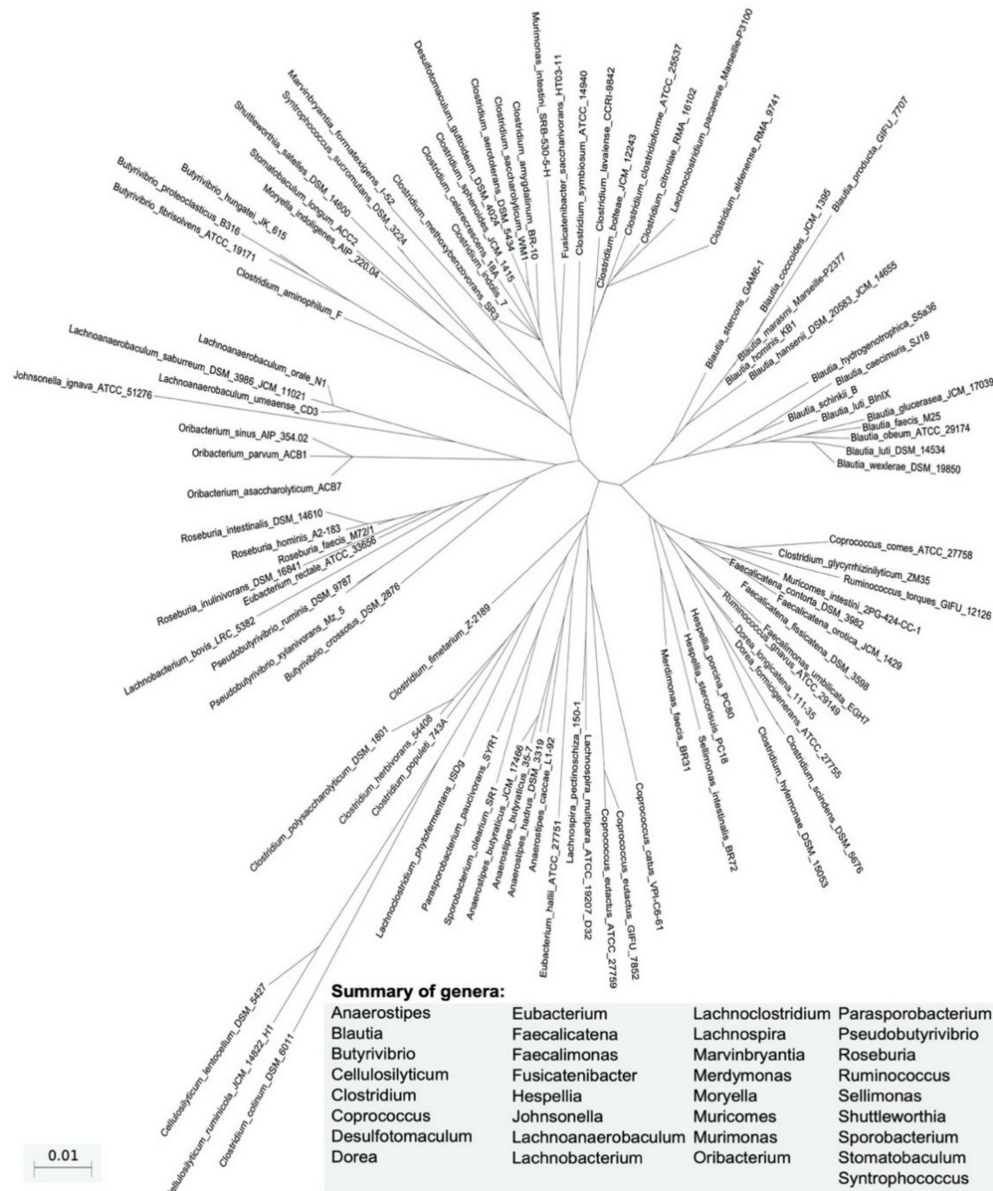 Murimonas_intestini_SRB-530-5-H
Fusicatenibacter_saccharivorans_HT03-11
Clostridium_symbiosum_ATCC_14940
Clostridium_lavalense_CCRI-9842
Clostridium_bolteae_JCM_12243
Clostridium_clostridioforme_ATCC_25537
Clostridium_citroniae_RMA_16102
Lachnoclostridium_pacaense_Marseille-P3100
Clostridium_aldenense_RMA_9741
Blautia_stercoris_GAM6-1
Blautia_coccoides_JCM_1395
Blautia_producta_GIFU_7707
Blautia_marasmi_Marseille-P2377
Blautia_hominis_KB1
Blautia_hansenii_DSM_20583_JCM_14655
Blautia_hydrogenotrophica_S5a36
Blautia_caecimuris_SJ18
Blautia_schinkii_B
Blautia_luti_BInIX
Blautia_glucerasea_JCM_17039
Blautia_faecis_M25
Blautia_obeum_ATCC_29174
Blautia_luti_DSM_14534
Blautia_wexlerae_DSM_19850
Coprococcus_comes_ATCC_27758
Clostridium_glycyrrhizinilyticum_ZM35
Ruminococcus_torques_GIFU_12126
Muricomes_intestini_2PG-424-CC-1
Faecalicatena_contorta_DSM_3982
Faecalicatena_orotica_JCM_1429
Faecalicatena_fissicatena_DSM_3598
Faecalimonas_umbilicata_EGH7
Ruminococcus_gnavus_ATCC_29149
Dorea_longicatena_111-35
Dorea_formicigenerans_ATCC_27755
Clostridium_scindens_DSM_5676
Clostridium_hylemonae_DSM_15053
Hespellia_porcina_PC80
Hespellia_stercorisuis_PC18
Sellimonas_intestinalis_BR72
Merdimonas_faecis_BR31
Coprococcus_catus_VPI-C6-61
Coprococcus_eutactus_GIFU_7852
Coprococcus_eutactus_ATCC_27759
Lachnospira_multipara_ATCC_19207_D32
Lachnospira_pectinoschiza_150-1
Eubacterium_hallii_ATCC_27751
Anaerostipes_caccae_L1-92
Anaerostipes_hadrus_DSM_3319
Anaerostipes_butyraticus_35-7
Anaerostipes_butyraticus_JCM_17466
Sporobacterium_olearium_SR1
Parasporobacterium_paucivorans_SYR1
Lachnoclostridium_phytofermentans_ISDg
Clostridium_colinum_DSM_6011
ellulosilyticum_ruminicola_JCM_14822_H1
Cellulosilyticum_lentocellum_DSM_5427
Clostridium_populeti_743A
Clostridium_herbivorans_54408
Clostridium_polysaccharolyticum_DSM_1801
Clostridium_fimetarium_Z-2189
Butyrivibrio_crossotus_DSM_2876
Pseudobutyrivibrio_xylanivorans_Mz_5
Pseudobutyrivibrio_ruminis_DSM_9787
Lachnobacterium_bovis_LRC_5382
Eubacterium_rectale_ATCC_33656
Roseburia_inulinivorans_DSM_16841
Roseburia_faecis_M72/1
Roseburia_hominis_A2-183
Roseburia_intestinalis_DSM_14610
Oribacterium_asaccharolyticum_ACB7
Oribacterium_parvum_ACB1
Oribacterium_sinus_AIP_354.02
Johnsonella_ignava_ATCC_51276
Lachnoanaerobaculum_umeaense_CD3
Lachnoanaerobaculum_saburreum_DSM_3986_JCM_11021
Lachnoanaerobaculum_orale_N1
Clostridium_aminophilum_F
Butyrivibrio_fibrisolvens_ATCC_19171
Butyrivibrio_proteoclasticus_B316
Butyrivibrio_hungatei_JK_615
Moryella_indoligenes_AIP_220.04
Stomatobaculum_longum_ACC2
Shuttleworthia_satelles_DSM_14600
Syntrophococcus_sucromutans_DSM_3224
Marvinbryantia_formatexigens_I-52
Clostridium_methoxybenzovorans_SR3
Clostridium_indolis_7
Clostridium_celerecrescens_18A
Clostridium_sphenoides_JCM_1415
Desulfotomaculum_guttoideum_DSM_4024
Clostridium_aerotolerans_DSM_5434
Clostridium_saccharolyticum_WM1
Clostridium_amygdalinum_BR-10
0.01
Summary of genera:
Anaerostipes Eubacterium Lachnoclostridium Parasporobacterium
Blautia Faecalicatena Lachnospira Pseudobutyrivibrio
Butyrivibrio Faecalimonas Marvinbryantia Roseburia
Cellulosilyticum Fusicatenibacter Merdymonas Ruminococcus
Clostridium Hespellia Moryella Sellimonas
Coprococcus Johnsonella Muricomes Shuttleworthia
Desulfotomaculum Lachnoanaerobaculum Murimonas Sporobacterium
Dorea Lachnobacterium Oribacterium Stomatobaculum
Syntrophococcus